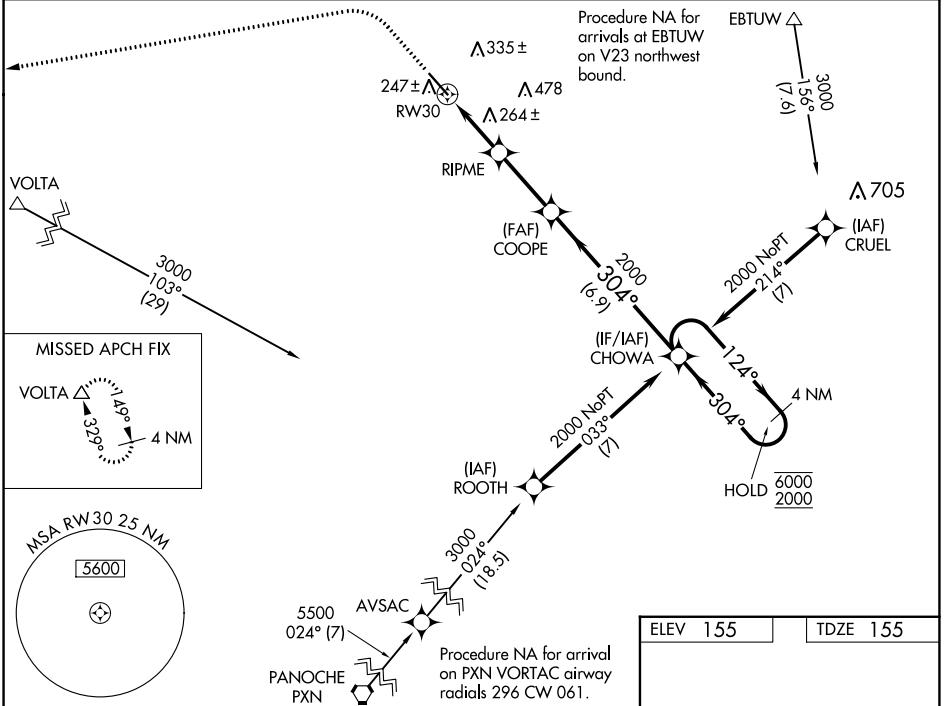 Procedure NA for
arrivals at EBTUW
on V23 northwest
bound.
EBTUW
335 ±
247 ±
478
RW30
264 ±
3000
156°
(7.6)
RIPME
VOLTA
705
(FAF)
COOPE
(IAF)
CRUEL
3000
103°
(29)
2000
304°
(6.9)
2000 NoPT
214°
(7)
MISSED APCH FIX
VOLTA
149°
329°
4 NM
(IF/IAF)
CHOWA
124°
304°
4 NM
2000 NoPT
033°
(7)
HOLD
6000
2000
(IAF)
ROOTH
MSA RW30 25 NM
5600
3000
024°
(18.5)
AVSAC
5500
024° (7)
PANOCHE
PXN
Procedure NA for arrival
on PXN VORTAC airway
radials 296 CW 061.
ELEV 155
TDZE 155